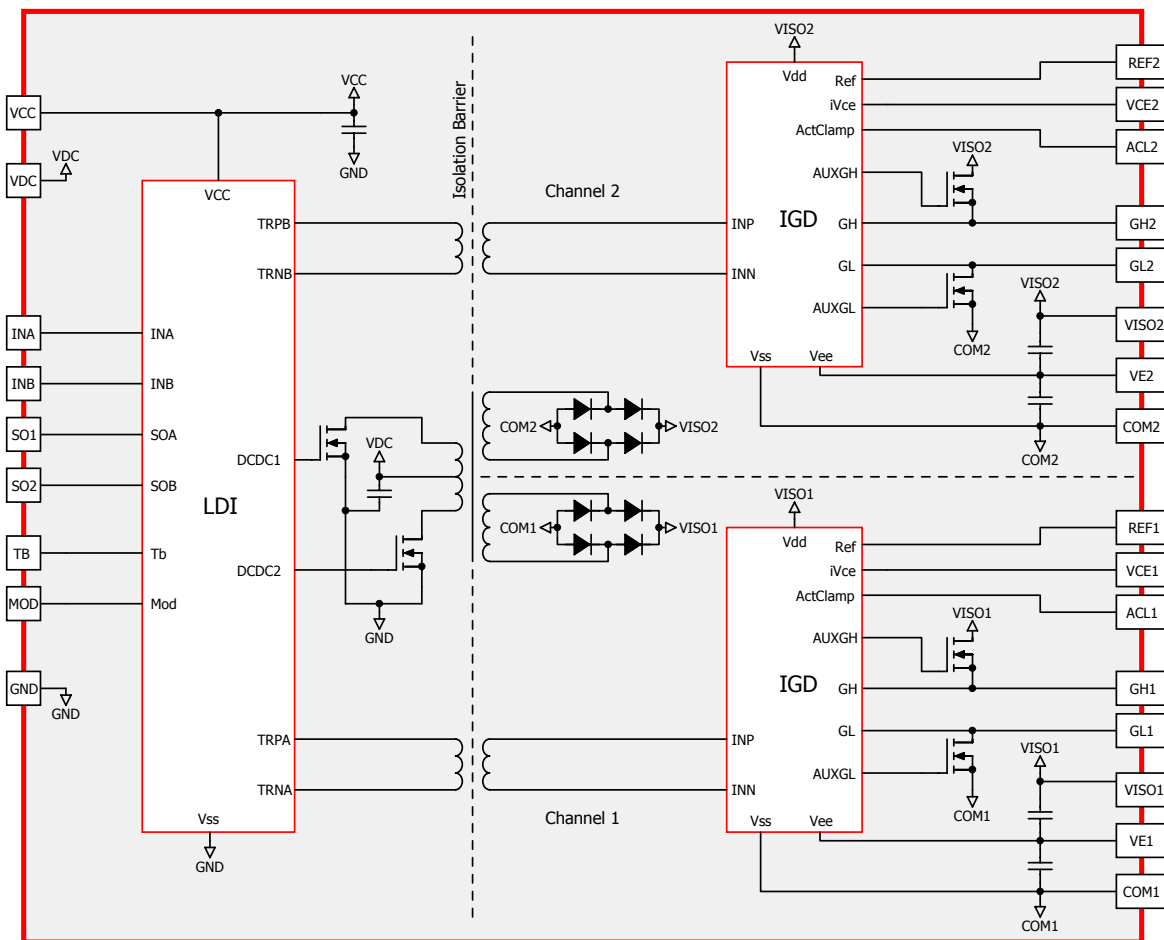 VCC
VDC
VDC
INA
INB
SO1
SO2
TB
MOD
GND
GND
VCC
GND
VCC
TRPB
TRNB
INA
INB
SOA
SOB
DCDC1
LDI
Tb
DCDC2
Mod
TRPA
TRNA
Vss
GND
VDC
GND
Isolation Barrier
Channel 2
COM2
VISO2
COM1
VISO1
Channel 1
VISO2
Vdd
Ref
iVce
ActClamp
AUXGH
INP
IGD
GH
INN
GL
AUXGL
Vss
Vee
VISO2
COM2
VISO2
COM2
REF2
VCE2
ACL2
GH2
GL2
VISO2
VE2
COM2
VISO1
Vdd
Ref
iVce
ActClamp
AUXGH
IGD
GH
GL
INP
AUXGL
INN
Vss
Vee
VISO1
COM1
VISO1
COM1
REF1
VCE1
ACL1
GH1
GL1
VISO1
VE1
COM1